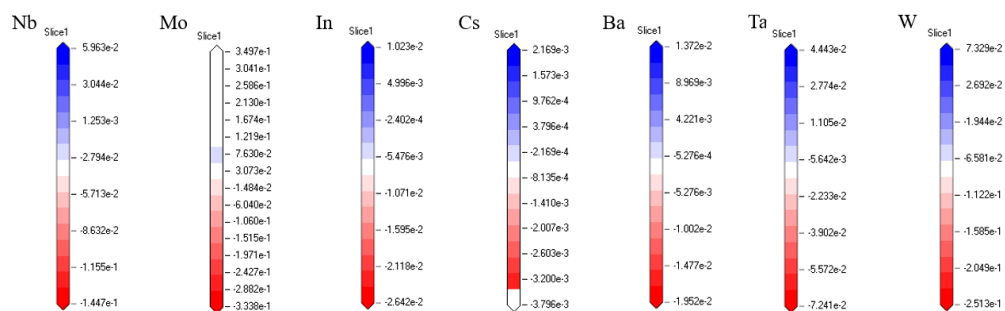 Nb
Slice1
5.963e-2
3.044e-2
1.253e-3
-2.794e-2
-5.713e-2
-8.632e-2
-1.155e-1
-1.447e-1
Mo
Slice1
3.497e-1
3.041e-1
2.586e-1
2.130e-1
1.674e-1
1.219e-1
7.630e-2
3.073e-2
-1.484e-2
-6.040e-2
-1.060e-1
-1.515e-1
-1.971e-1
-2.427e-1
-2.882e-1
-3.338e-1
In
Slice1
1.023e-2
4.996e-3
-2.402e-4
-5.476e-3
-1.071e-2
-1.595e-2
-2.118e-2
-2.642e-2
Cs
Slice1
2.169e-3
1.573e-3
9.762e-4
3.796e-4
-2.169e-4
-8.135e-4
-1.410e-3
-2.007e-3
-2.603e-3
-3.200e-3
-3.796e-3
Ba
Slice1
1.372e-2
8.969e-3
4.221e-3
-5.276e-4
-5.276e-3
-1.002e-2
-1.477e-2
-1.952e-2
Ta
Slice1
4.443e-2
2.774e-2
1.105e-2
-5.642e-3
-2.233e-2
-3.902e-2
-5.572e-2
-7.241e-2
W
Slice1
7.329e-2
2.692e-2
-1.944e-2
-6.581e-2
-1.122e-1
-1.585e-1
-2.049e-1
-2.513e-1